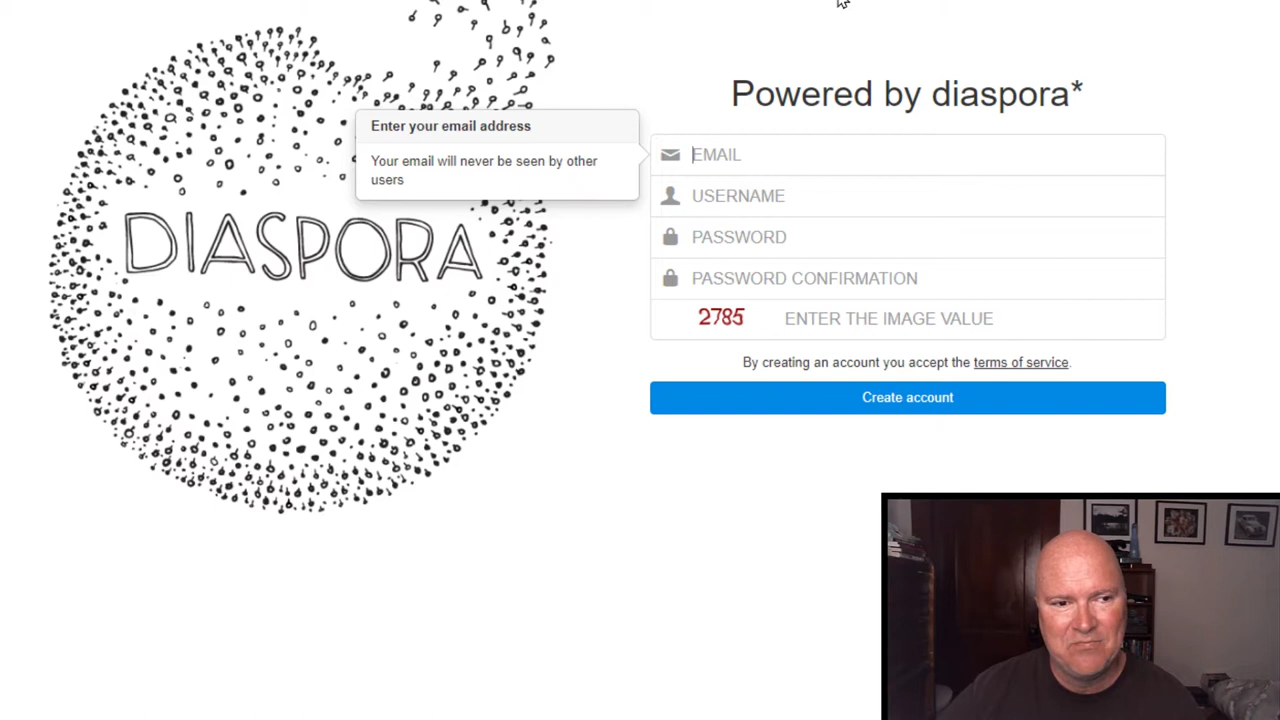 Powered by diaspora*
Enter your email address
Your email will never be seen by other
users
DIASPORA
EMAIL
USERNAME
PASSWORD
PASSWORD CONFIRMATION
2785 ENTER THE IMAGE VALUE
By creating an account you accept the terms of service.
Create account